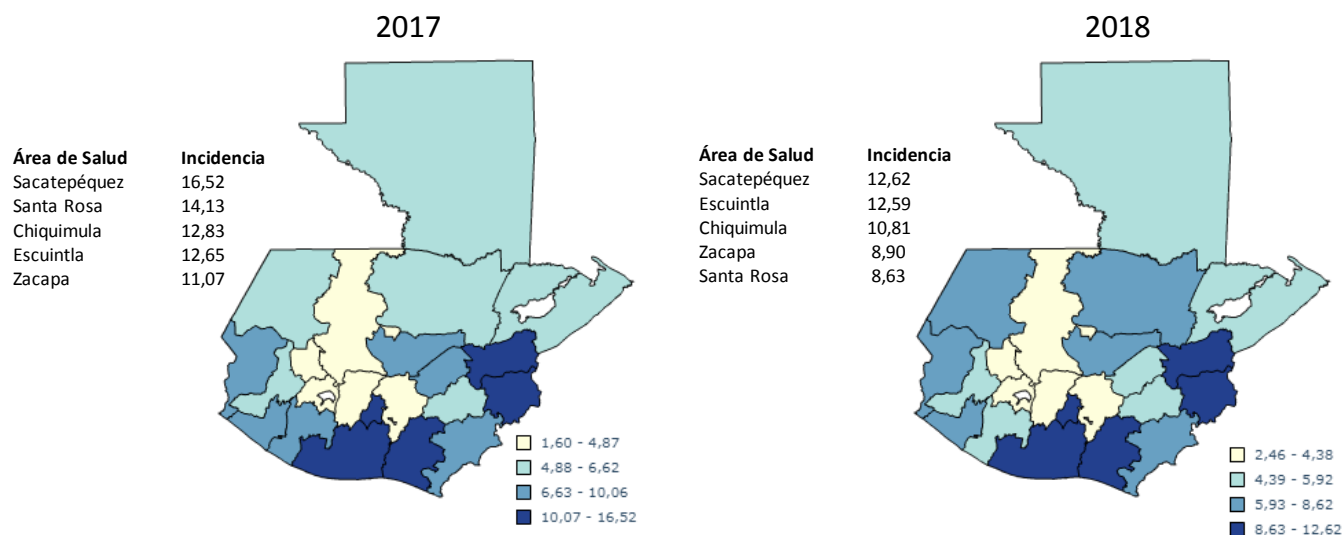 2017
Área de Salud Incidencia
Sacatepéquez 16,52
Santa Rosa 14,13
Chiquimula 12,83
Escuintla 12,65
Zacapa 11,07
1,60 - 4,87
4,88 - 6,62
6,63 - 10,06
10,07 - 16,52
2018
Área de Salud Incidencia
Sacatepéquez 12,62
Escuintla 12,59
Chiquimula 10,81
Zacapa 8,90
Santa Rosa 8,63
2,46 - 4,38
4,39 - 5,92
5,93 - 8,62
8,63 - 12,62